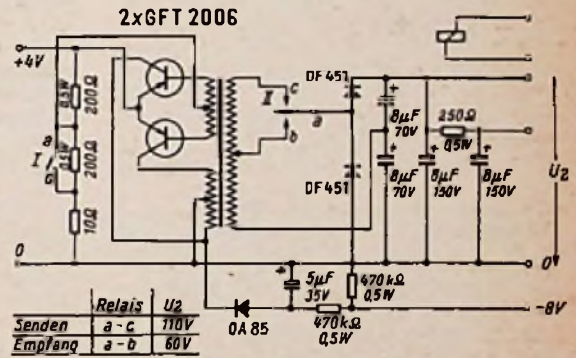 2xGFT 2006
+4V
0,5W
200Ω
a
I
0,5W
200Ω
10Ω
0
II
c
a
b
DF 451
DF 451
8µF
70V
8µF
70V
8µF
150V
250Ω
0,5W
8µF
150V
U2
0
-8V
5µF
35V
470kΩ
0,5W
470kΩ
0,5W
OA 85
Relais U2
Senden a-c 110V
Empfang a-b 60V